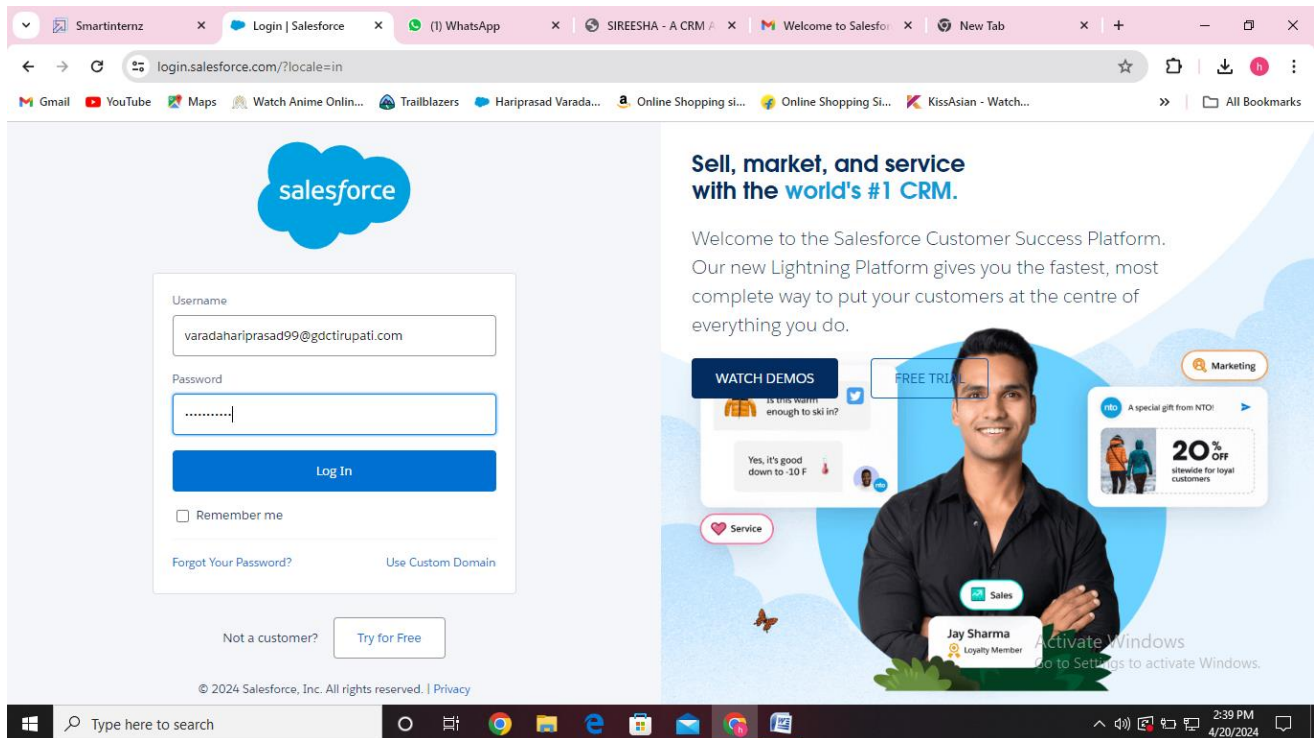 Smartinternz
Login | Salesforce
(1) WhatsApp
SIREESHA - A CRM A
Welcome to Salesfor
New Tab
login.salesforce.com/?locale=in
h
Gmail
YouTube
Maps
Watch Anime Onlin...
Trailblazers
Hariprasad Varada...
Online Shopping si...
Online Shopping Si...
KissAsian - Watch...
»
All Bookmarks
salesforce
Username
varadahariprasad99@gdctirupati.com
Password
...........
Log In
Remember me
Forgot Your Password?
Use Custom Domain
Not a customer?
Try for Free
© 2024 Salesforce, Inc. All rights reserved. | Privacy
Sell, market, and service
with the world's #1 CRM.
Welcome to the Salesforce Customer Success Platform.
Our new Lightning Platform gives you the fastest, most
complete way to put your customers at the centre of
everything you do.
WATCH DEMOS
FREE TRIAL
Is this warm
enough to ski in?
Yes, it's good
down to -10 F
nto
Service
Marketing
nto
A special gift from NTO!
20% OFF
sitewide for loyal
customers
Sales
Jay Sharma
Loyalty Member
Activate Windows
Go to Settings to activate Windows.
Type here to search
2:39 PM
4/20/2024